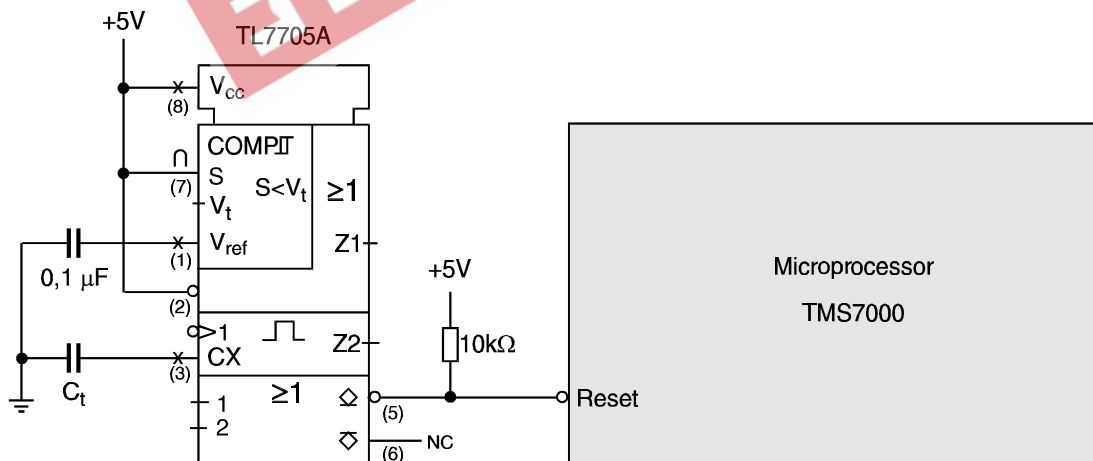 +5V
TL7705A
x
Vcc
(8)
COMP
∩
S
(7)
S<Vt
≥1
Vt
x
Vref
(1)
Z1
0,1 µF
(2)
+5V
Microprocessor
TMS7000
>1
Z2
10kΩ
x
CX
(3)
Ct
≥1
1
(5)
Reset
2
NC
(6)